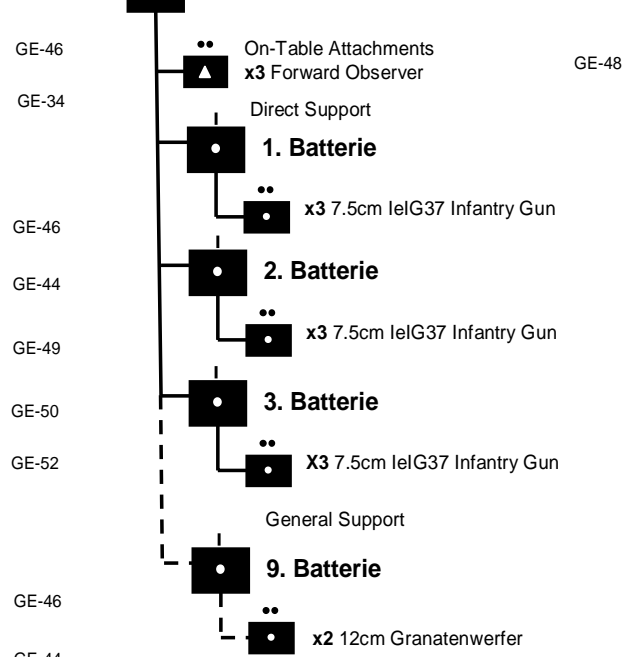 GE-46
On-Table Attachments
x3 Forward Observer
GE-48
GE-34
Direct Support
1. Batterie
x3 7.5cm leIG37 Infantry Gun
GE-46
2. Batterie
GE-44
x3 7.5cm leIG37 Infantry Gun
GE-49
3. Batterie
GE-50
GE-52
X3 7.5cm leIG37 Infantry Gun
General Support
9. Batterie
GE-46
x2 12cm Granatenwerfer
GE-44